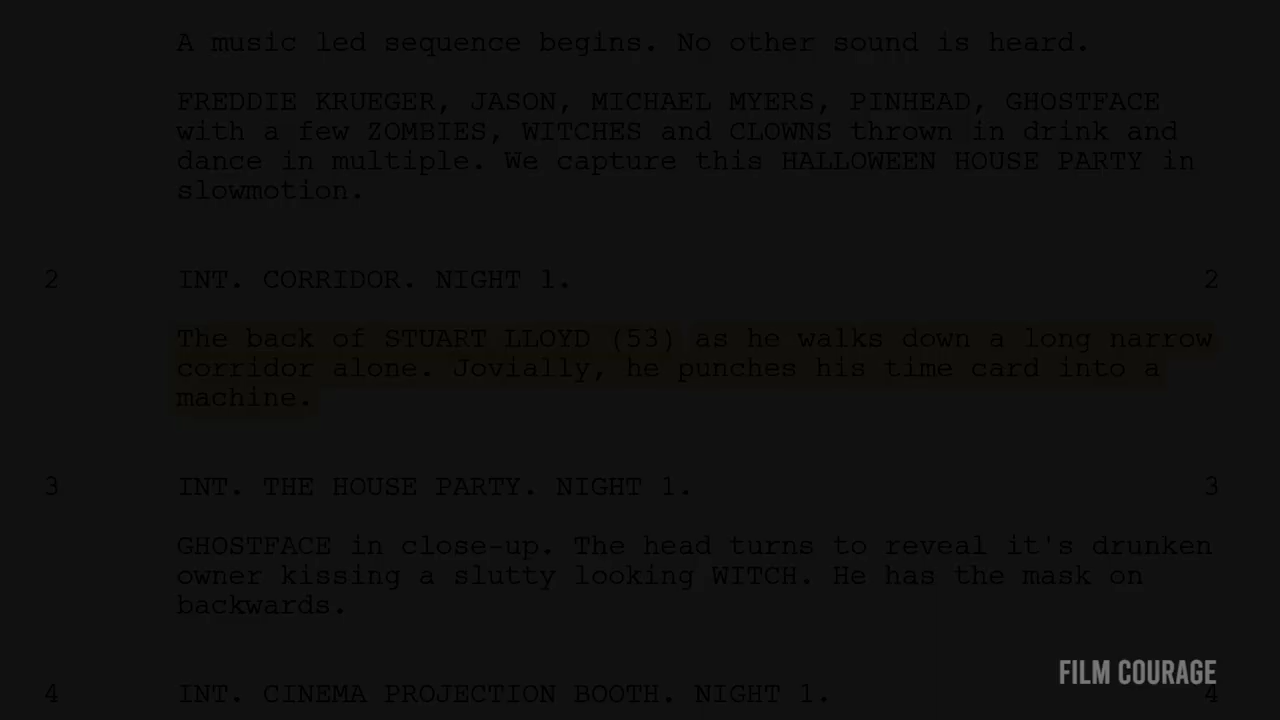 A music led sequence begins. No other sound is heard.
FREDDIE KRUEGER, JASON, MICHAEL MYERS, PINHEAD, GHOSTFACE
with a few ZOMBIES, WITCHES and CLOWNS thrown in drink and
dance in multiple. We capture this HALLOWEEN HOUSE PARTY in
slowmotion.
2 INT. CORRIDOR. NIGHT 1. 2
The back of STUART LLOYD (53) as he walks down a long narrow
corridor alone. Jovially, he punches his time card into a
machine.
3 INT. THE HOUSE PARTY. NIGHT 1. 3
GHOSTFACE in close-up. The head turns to reveal it's drunken
owner kissing a slutty looking WITCH. He has the mask on
backwards.
FILM COURAGE
4 INT. CINEMA PROJECTION BOOTH. NIGHT 1. 4